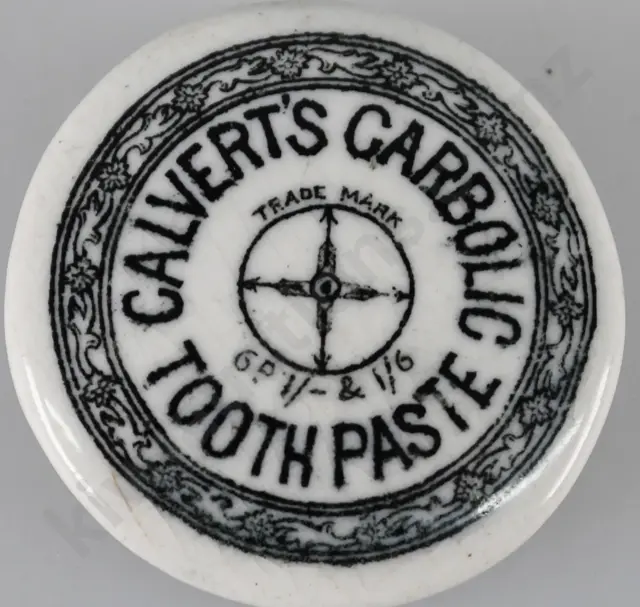 CALVERT'S CARBOLIC
TRADE MARK
6D 1/- & 1/6
TOOTH PASTE